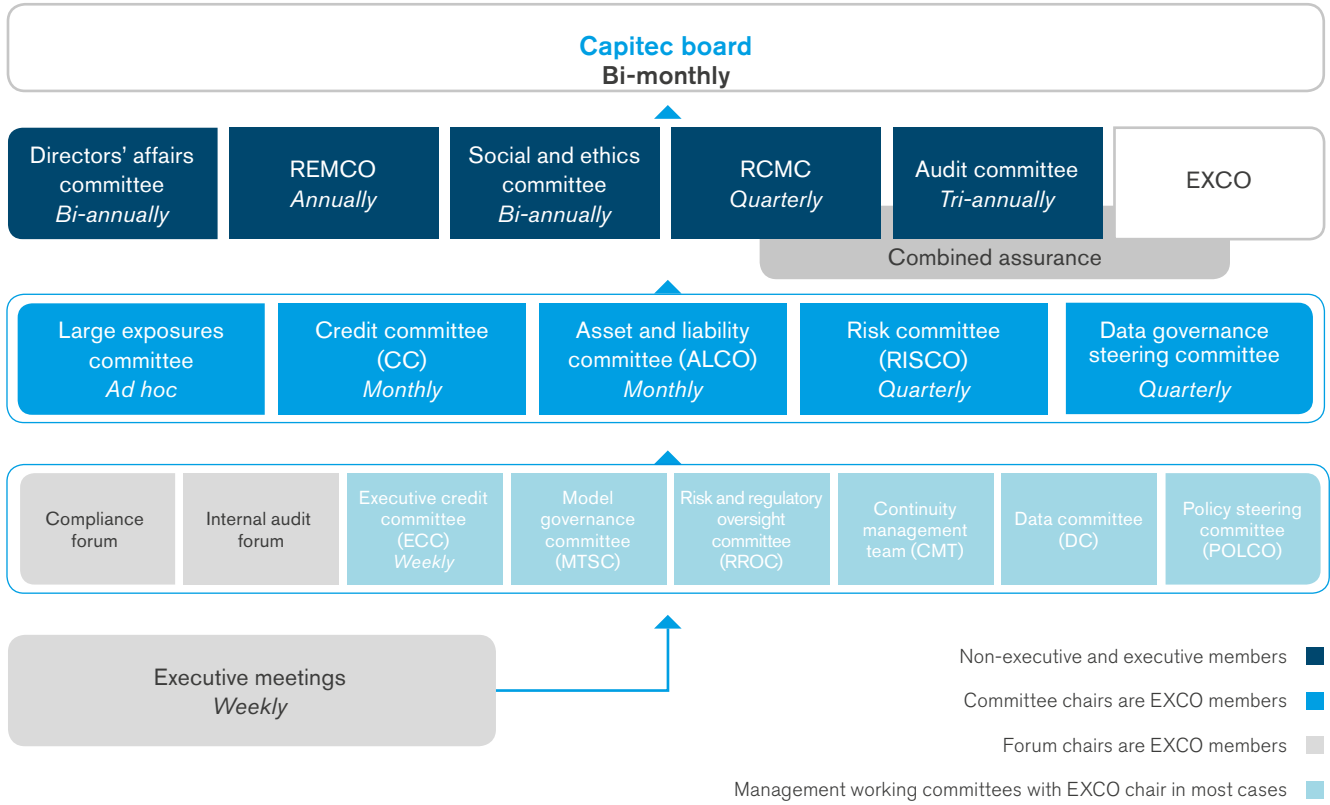 Capitec board
Bi-monthly
Directors' affairs
committee
Bi-annually
REMCO
Annually
Social and ethics
committee
Bi-annually
RCMC
Quarterly
Audit committee
Tri-annually
EXCO
Combined assurance
Large exposures
committee
Ad hoc
Credit committee
(CC)
Monthly
Asset and liability
committee (ALCO)
Monthly
Risk committee
(RISCO)
Quarterly
Data governance
steering committee
Quarterly
Compliance
forum
Internal audit
forum
Executive credit
committee
(ECC)
Weekly
Model
governance
committee
(MTSC)
Risk and regulatory
oversight
committee
(RROC)
Continuity
management
team (CMT)
Data committee
(DC)
Policy steering
committee
(POLCO)
Executive meetings
Weekly
Non-executive and executive members
Committee chairs are EXCO members
Forum chairs are EXCO members
Management working committees with EXCO chair in most cases